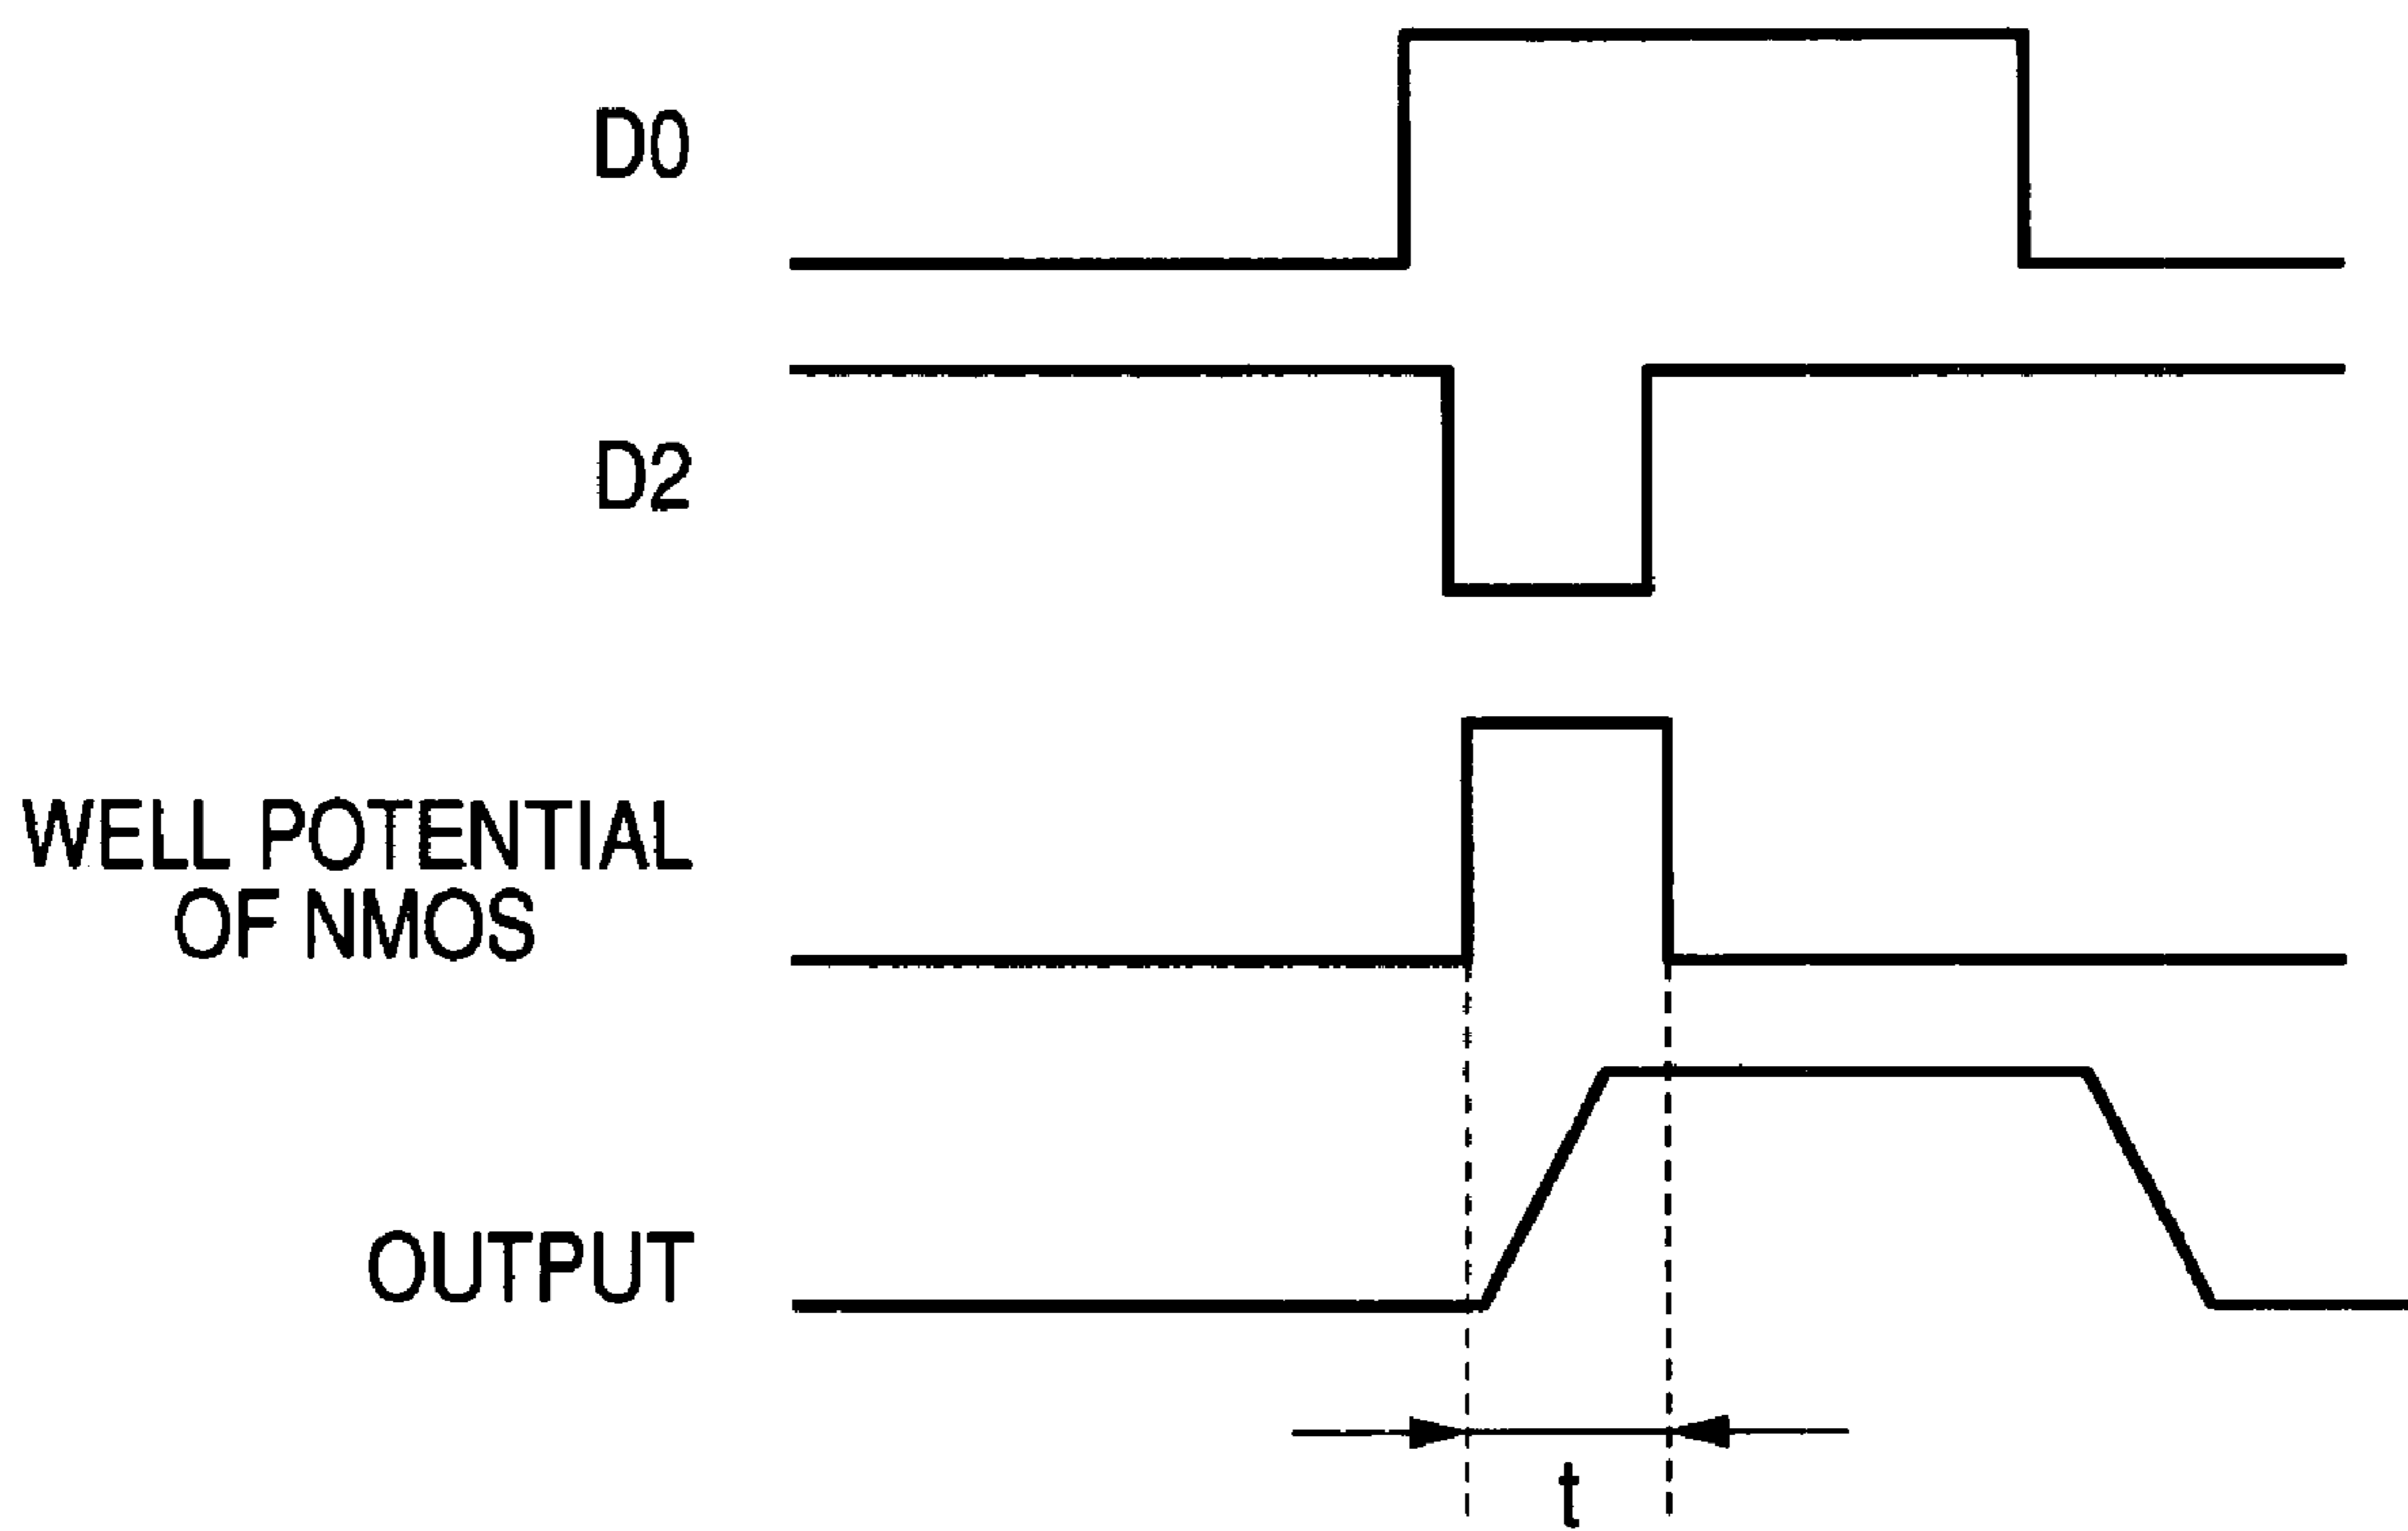 D0
D2
WELL POTENTIAL
OF NMOS
OUTPUT
t